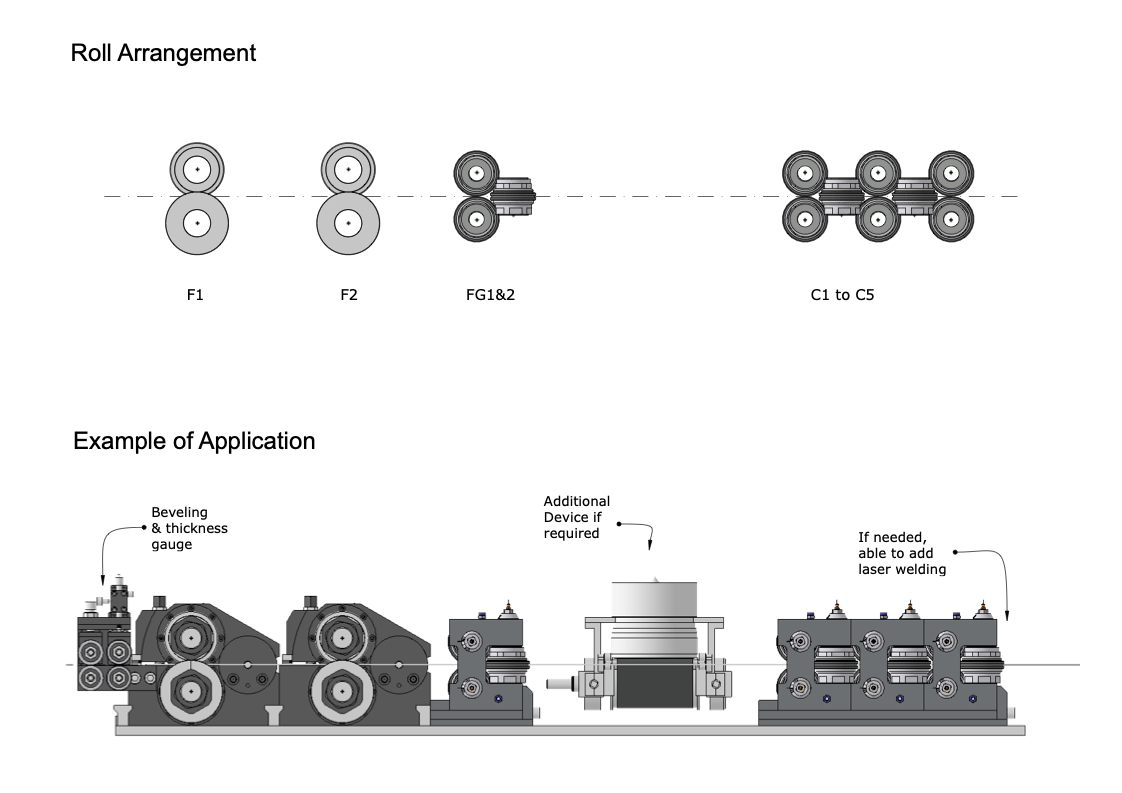 Roll Arrangement
F1
F2
FG1&2
C1 to C5
Example of Application
Beveling
& thickness
gauge
Additional
Device if
required
If needed,
able to add
laser welding